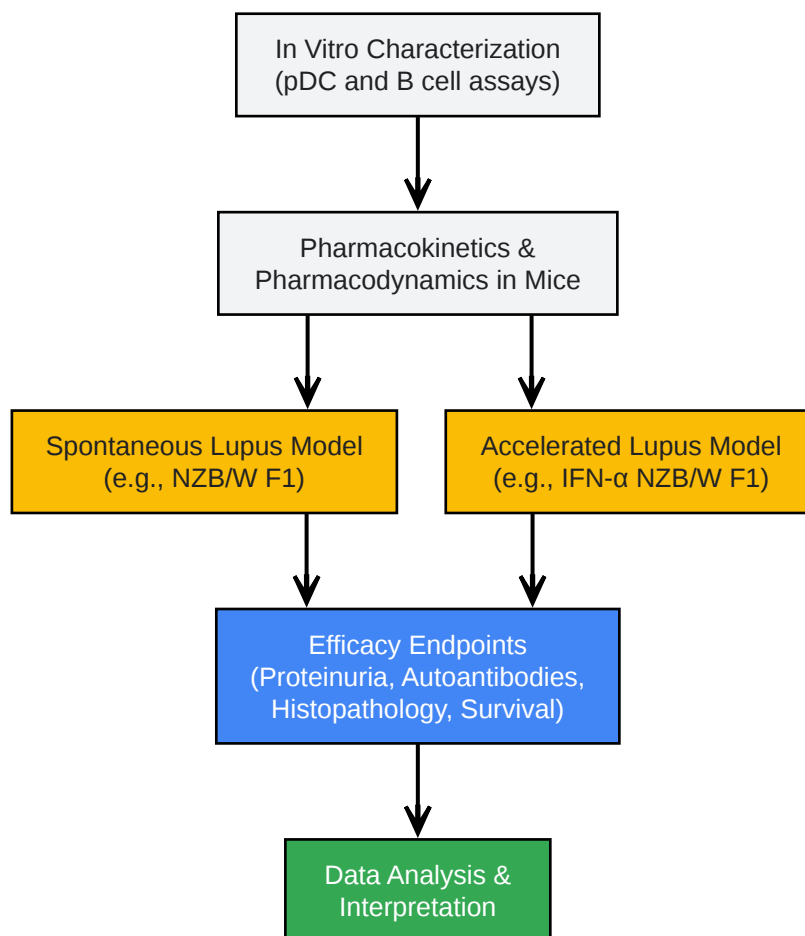 In Vitro Characterization
(pDC and B cell assays)
Pharmacokinetics &
Pharmacodynamics in Mice
Spontaneous Lupus Model
(e.g., NZB/W F1)
Accelerated Lupus Model
(e.g., IFN-α NZB/W F1)
Efficacy Endpoints
(Proteinuria, Autoantibodies,
Histopathology, Survival)
Data Analysis &
Interpretation